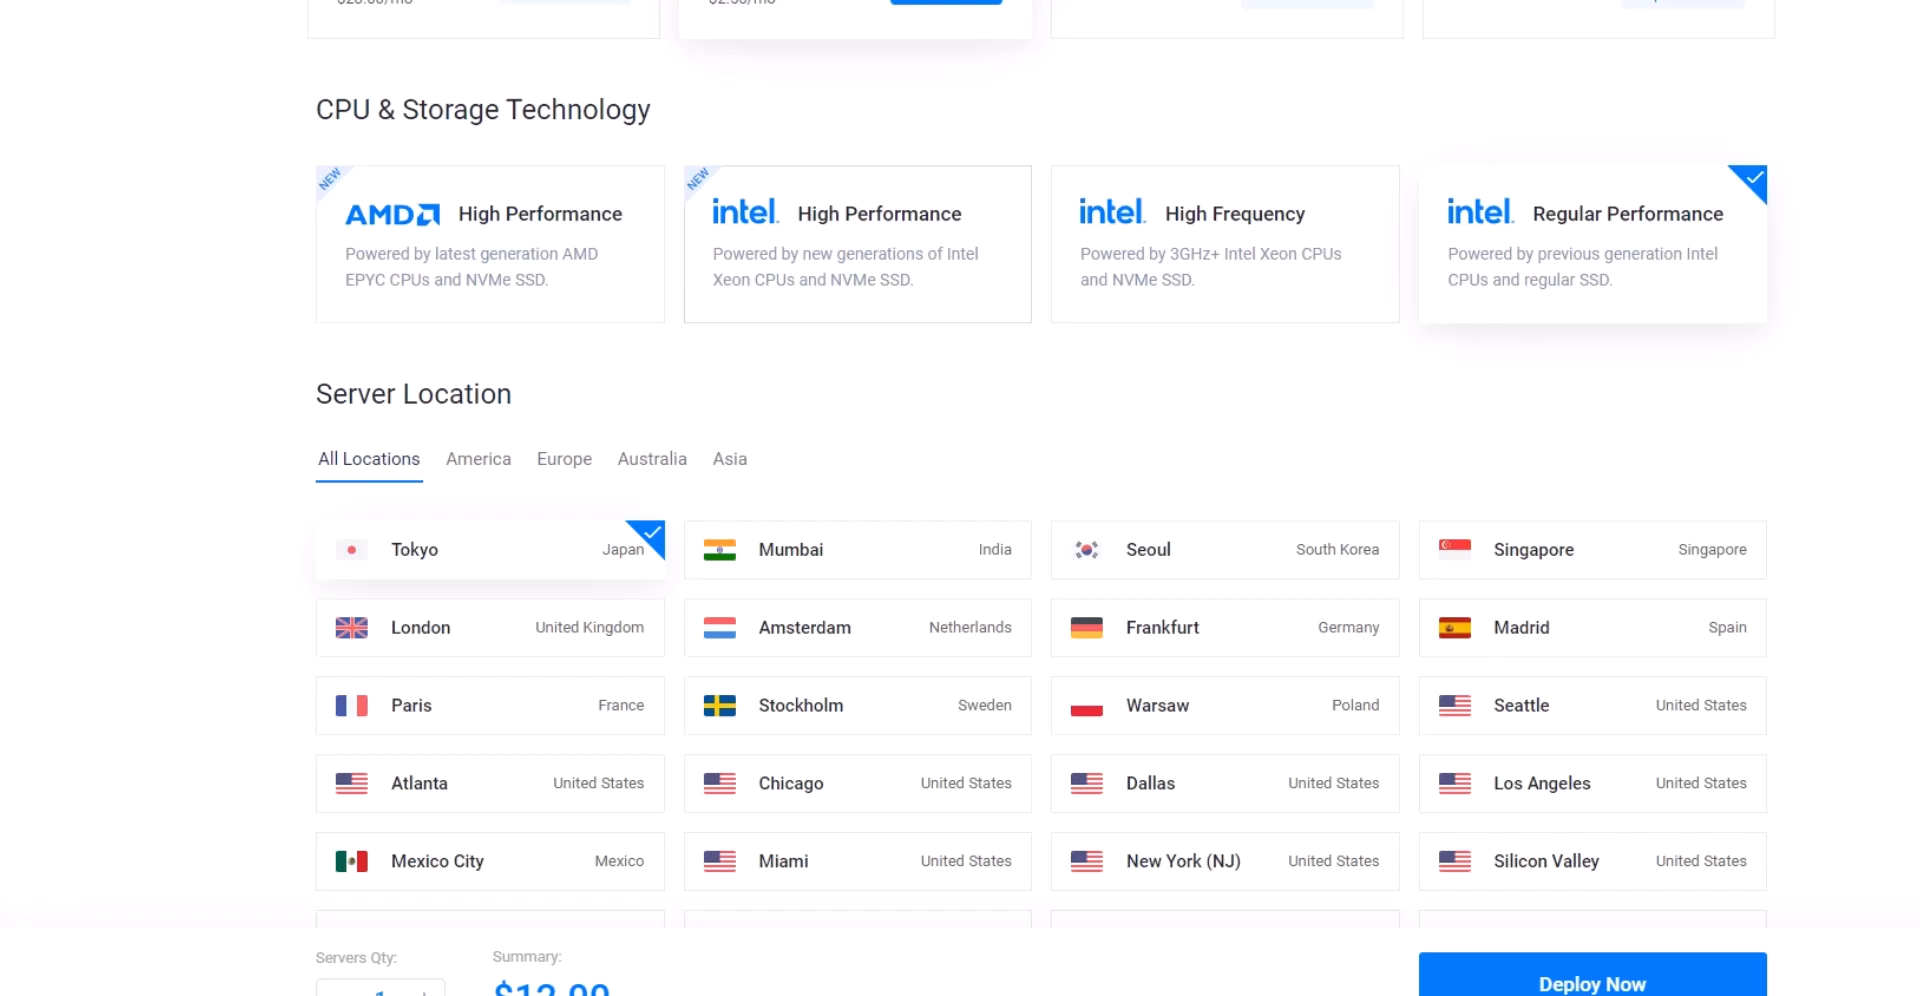 CPU & Storage Technology
NEW
AMD High Performance
Powered by latest generation AMD
EPYC CPUs and NVMe SSD.
NEW
intel. High Performance
Powered by new generations of Intel
Xeon CPUs and NVMe SSD.
intel. High Frequency
Powered by 3GHz+ Intel Xeon CPUs
and NVMe SSD.
intel. Regular Performance
Powered by previous generation Intel
CPUs and regular SSD.
Server Location
All Locations America Europe Australia Asia
Tokyo Japan Mumbai India Seoul South Korea Singapore Singapore
London United Kingdom Amsterdam Netherlands Frankfurt Germany Madrid Spain
Paris France Stockholm Sweden Warsaw Poland Seattle United States
Atlanta United States Chicago United States Dallas United States Los Angeles United States
Mexico City Mexico Miami United States New York (NJ) United States Silicon Valley United States
Servers Qty: Summary:
Deploy Now